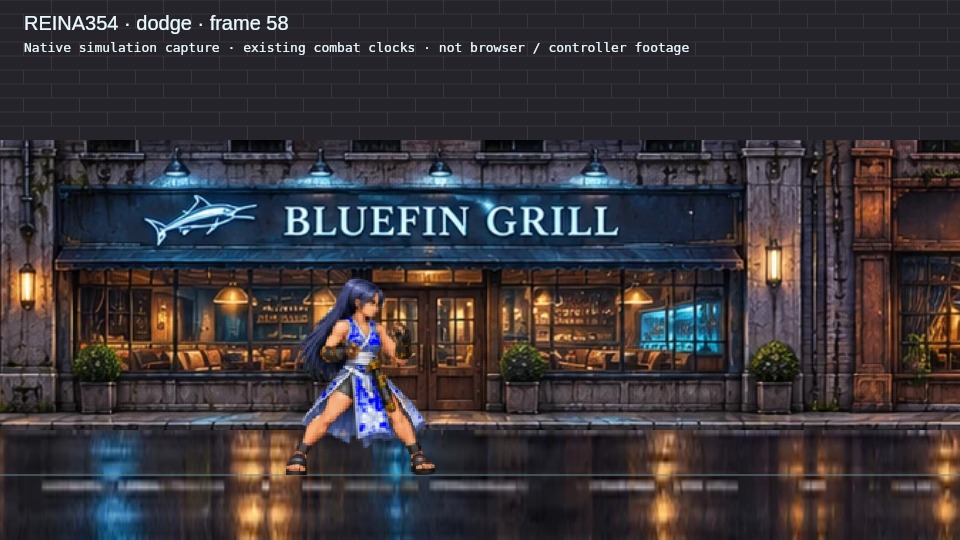 REINA354 · dodge · frame 58
Native simulation capture · existing combat clocks · not browser / controller footage
BLUEFIN GRILL